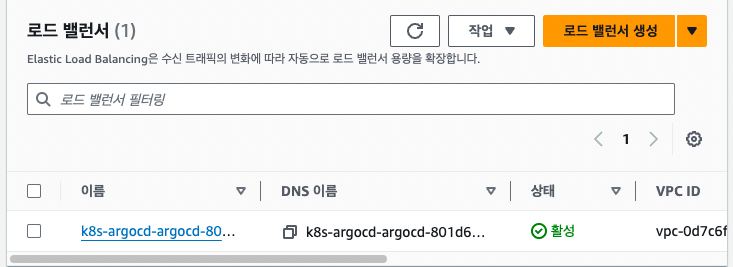 로드 밸런서 (1)
작업
로드 밸런서 생성
Elastic Load Balancing은 수신 트래픽의 변화에 따라 자동으로 로드 밸런서 용량을 확장합니다.
로드 밸런서 필터링
1
이름 DNS 이름 상태 VPC ID
k8s-argocd-argocd-80... k8s-argocd-argocd-801d6... 활성 vpc-0d7c6f